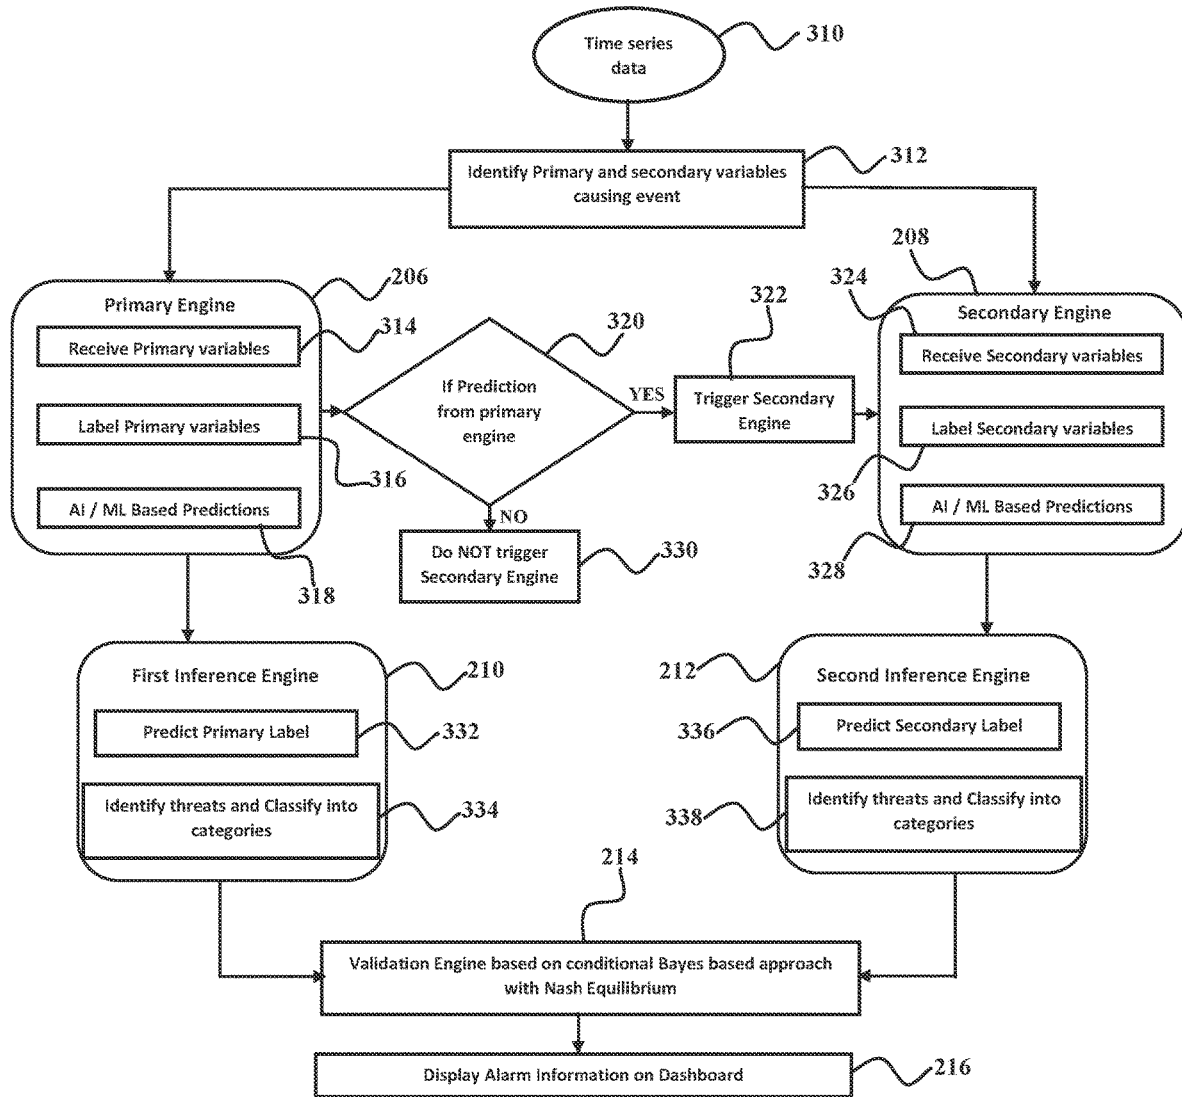 Time series
data
310
Identify Primary and secondary variables
causing event
312
206
Primary Engine
Receive Primary variables
314
Label Primary variables
316
AI / ML Based Predictions
318
320
If Prediction
from primary
engine
YES
NO
322
Trigger Secondary
Engine
Do NOT trigger
Secondary Engine
330
208
324
Secondary Engine
Receive Secondary variables
Label Secondary variables
326
AI / ML Based Predictions
328
First Inference Engine
210
Predict Primary Label
332
Identify threats and Classify into
categories
334
212
Second Inference Engine
336
Predict Secondary Label
338
Identify threats and Classify into
categories
214
Validation Engine based on conditional Bayes based approach
with Nash Equilibrium
Display Alarm Information on Dashboard
216